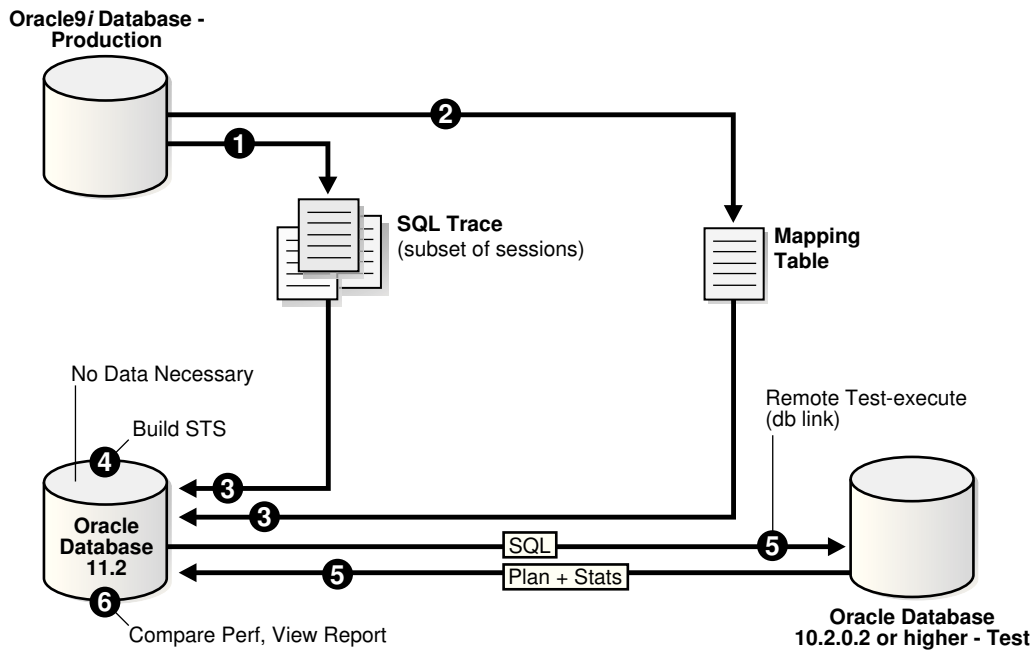 Oracle9i Database -
Production
2
1
SQL Trace
(subset of sessions)
Mapping
Table
No Data Necessary
Remote Test-execute
(db link)
Build STS
4
3
3
Oracle
Database
11.2
SQL
5
5
Plan + Stats
6
Compare Perf, View Report
Oracle Database
10.2.0.2 or higher - Test